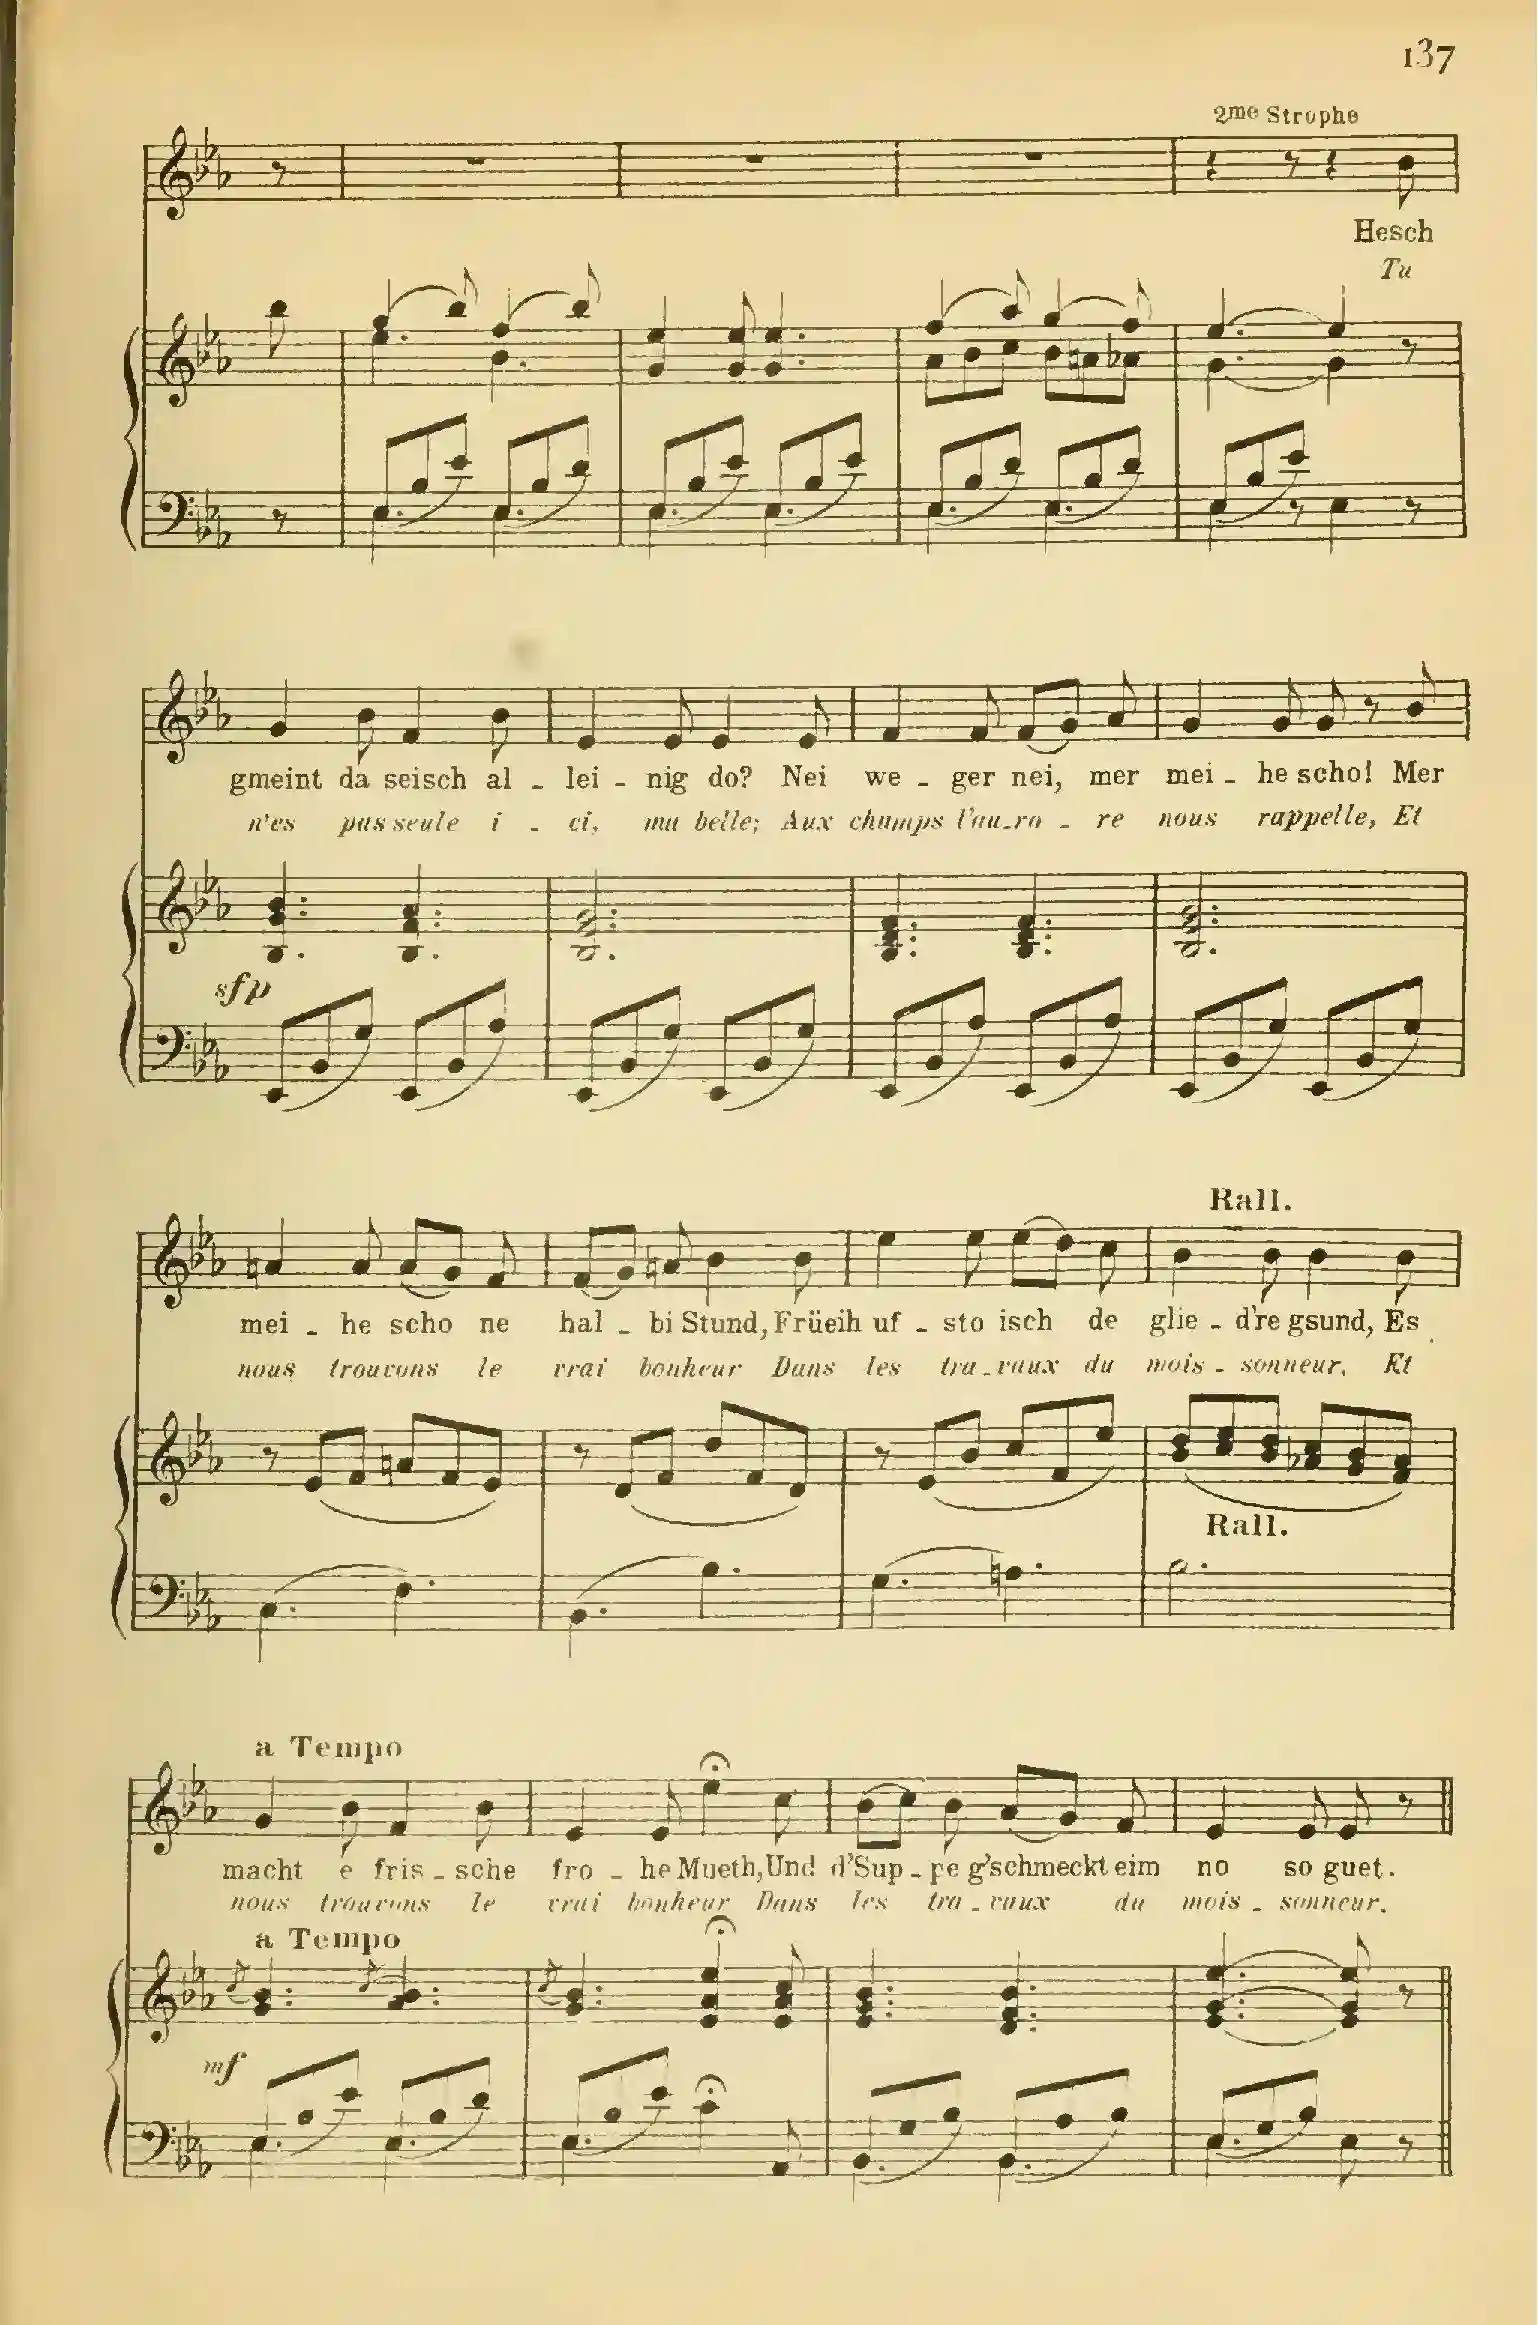 137
2me Strophe
Hesch
Tu
gmeint da seisch al - lei - nig do? Nei we - ger nei, mer mei - he scho! Mer
n'es pas seule i - ci, ma belle; Aux champs l'au-ro - re nous rappelle, Et
sfp
Rall.
mei - he scho ne hal - bi Stund, Früeih uf - sto isch de glie - d're gsund, Es
nous trouvons le vrai bonheur Dans les tra-vaux du mois - sonneur. Et
Rall.
a Tempo
macht e fris - sche fro - he Mueth, Und d'Sup - pe g'schmeckt eim no so guet.
nous trouvons le vrai bonheur Dans les tra - vaux du mois - sonneur.
a Tempo
mf